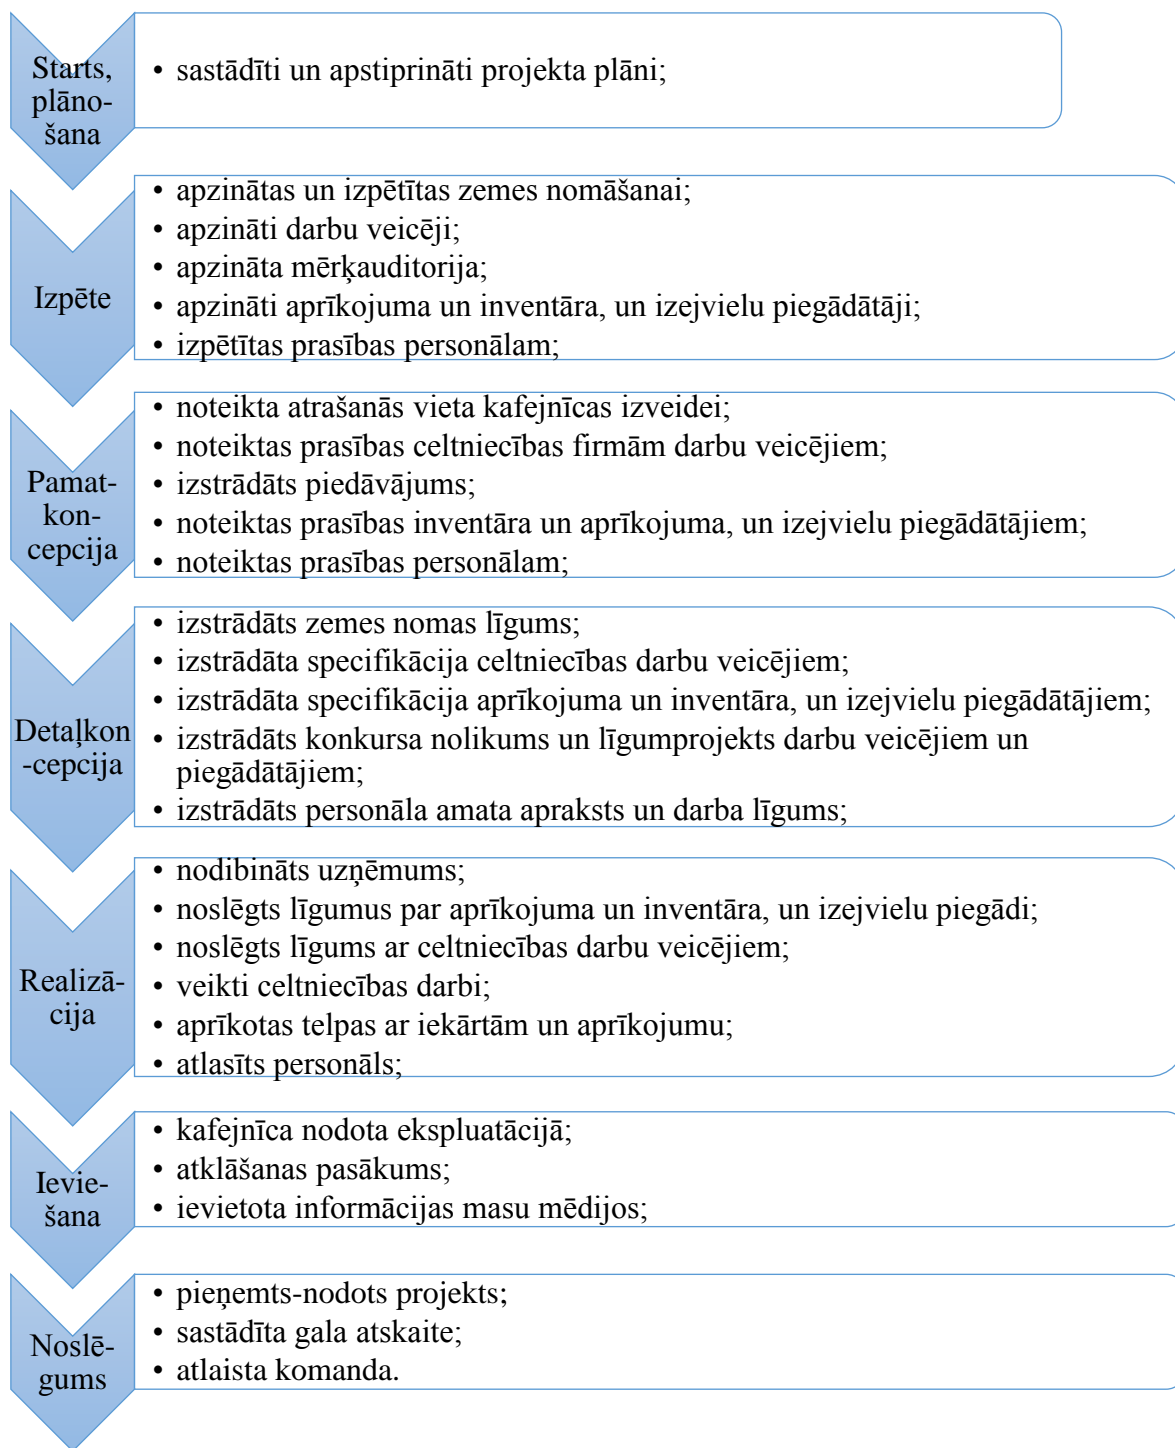 Starts,
plāno-
šana
• sastādīti un apstiprināti projekta plāni;
Izpēte
• apzinātas un izpētītas zemes nomāšanai;
• apzināti darbu veicēji;
• apzināta mērķauditorija;
• apzināti aprīkojuma un inventāra, un izejvielu piegādātāji;
• izpētītas prasības personālam;
Pamat-
kon-
cepcija
• noteikta atrašanās vieta kafejnīcas izveidei;
• noteiktas prasības celtniecības firmām darbu veicējiem;
• izstrādāts piedāvājums;
• noteiktas prasības inventāra un aprīkojuma, un izejvielu piegādātājiem;
• noteiktas prasības personālam;
Detaļkon
-cepcija
• izstrādāts zemes nomas līgums;
• izstrādāta specifikācija celtniecības darbu veicējiem;
• izstrādāta specifikācija aprīkojuma un inventāra, un izejvielu piegādātājiem;
• izstrādāts konkursa nolikums un līgumprojekts darbu veicējiem un
piegādātājiem;
• izstrādāts personāla amata apraksts un darba līgums;
Realizā-
cija
• nodibināts uzņēmums;
• noslēgts līgumus par aprīkojuma un inventāra, un izejvielu piegādi;
• noslēgts līgums ar celtniecības darbu veicējiem;
• veikti celtniecības darbi;
• aprīkotas telpas ar iekārtām un aprīkojumu;
• atlasīts personāls;
Ievie-
šana
• kafejnīca nodota ekspluatācijā;
• atklāšanas pasākums;
• ievietota informācijas masu mēdijos;
Noslē-
gums
• pieņemts-nodots projekts;
• sastādīta gala atskaite;
• atlaista komanda.